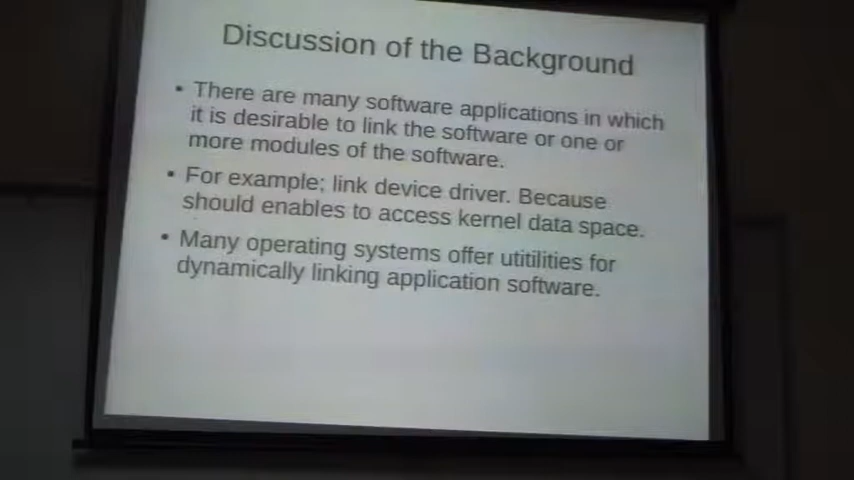 Discussion of the Background
• There are many software applications in which
it is desirable to link the software or one or
more modules of the software.
• For example; link device driver. Because
should enables to access kernel data space.
• Many operating systems offer utitilities for
dynamically linking application software.